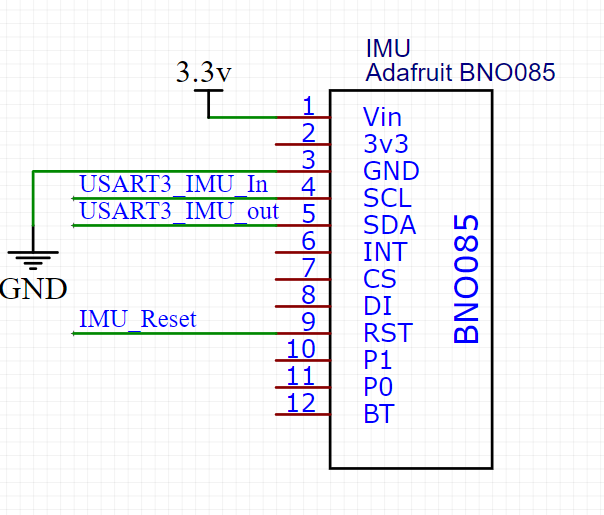 IMU
Adafruit BNO085
3.3v
1 Vin
2 3v3
3 GND
USART3_IMU_In 4 SCL
USART3_IMU_out 5 SDA
6 INT
7 CS
8 DI
IMU_Reset 9 RST
10 P1
11 P0
12 BT
GND
BNO085